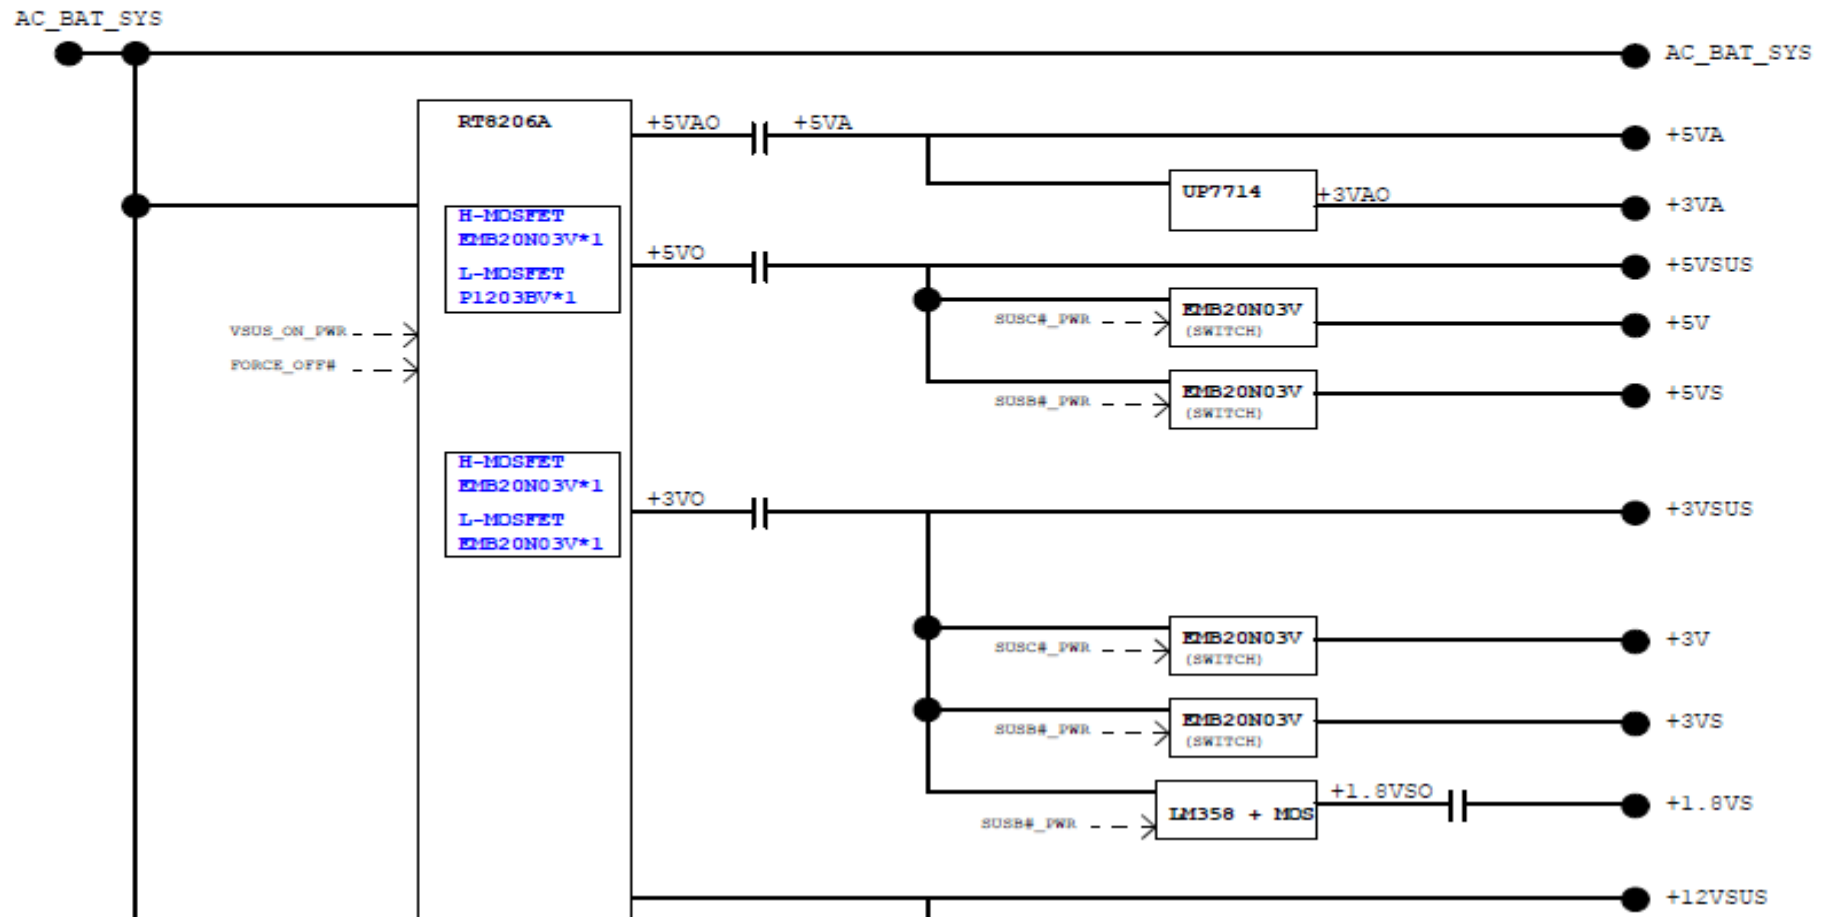 AC_BAT_SYS
AC_BAT_SYS
RT8206A
+5VAO
+5VA
+5VA
UP7714
+3VAO
+3VA
H-MOSFET
EMB20N03V*1
L-MOSFET
P1203BV*1
+5VO
+5VSUS
SUSC#_PWR
EMB20N03V
(SWITCH)
+5V
VSUS_ON_PWR
FORCE_OFF#
SUSB#_PWR
EMB20N03V
(SWITCH)
+5VS
H-MOSFET
EMB20N03V*1
L-MOSFET
EMB20N03V*1
+3VO
+3VSUS
SUSC#_PWR
EMB20N03V
(SWITCH)
+3V
SUSB#_PWR
EMB20N03V
(SWITCH)
+3VS
SUSB#_PWR
LM358 + MOS
+1.8VSO
+1.8VS
+12VSUS